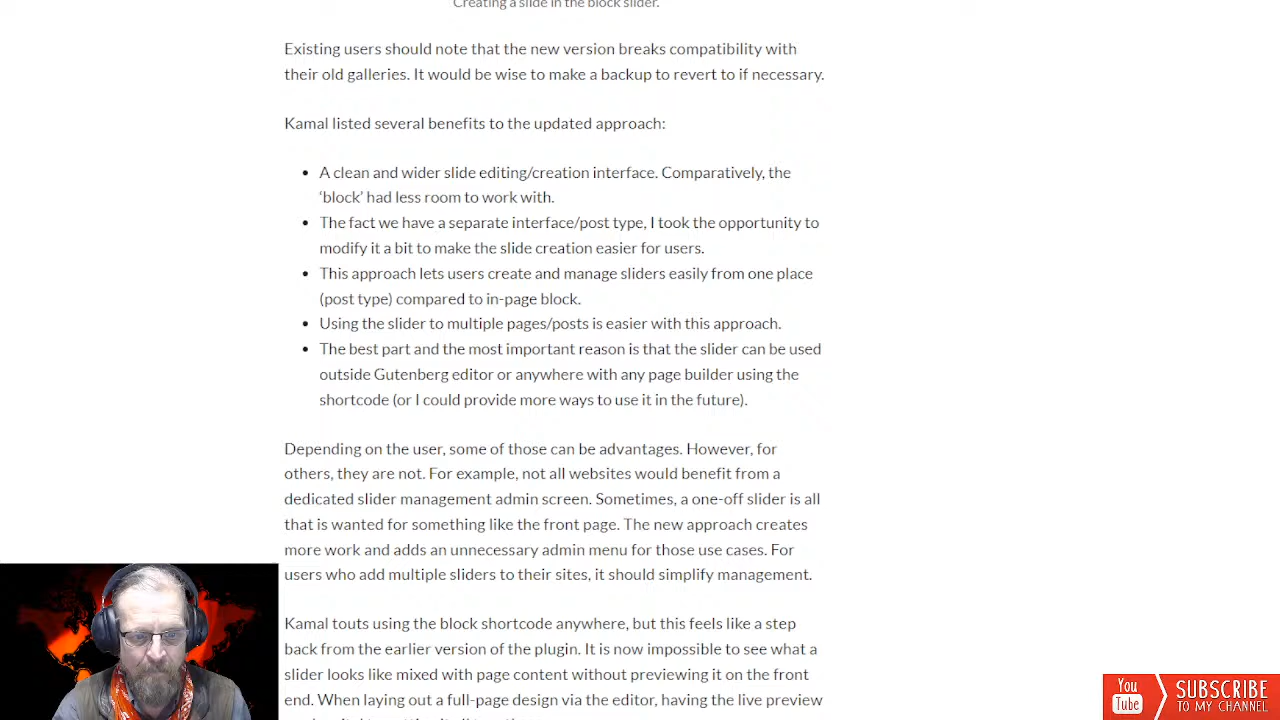 Creating a slide in the block slider.
Existing users should note that the new version breaks compatibility with
their old galleries. It would be wise to make a backup to revert to if necessary.
Kamal listed several benefits to the updated approach:
• A clean and wider slide editing/creation interface. Comparatively, the
‘block’ had less room to work with.
• The fact we have a separate interface/post type, I took the opportunity to
modify it a bit to make the slide creation easier for users.
• This approach lets users create and manage sliders easily from one place
(post type) compared to in-page block.
• Using the slider to multiple pages/posts is easier with this approach.
• The best part and the most important reason is that the slider can be used
outside Gutenberg editor or anywhere with any page builder using the
shortcode (or I could provide more ways to use it in the future).
Depending on the user, some of those can be advantages. However, for
others, they are not. For example, not all websites would benefit from a
dedicated slider management admin screen. Sometimes, a one-off slider is all
that is wanted for something like the front page. The new approach creates
more work and adds an unnecessary admin menu for those use cases. For
users who add multiple sliders to their sites, it should simplify management.
Kamal touts using the block shortcode anywhere, but this feels like a step
back from the earlier version of the plugin. It is now impossible to see what a
slider looks like mixed with page content without previewing it on the front
end. When laying out a full-page design via the editor, having the live preview
You
Tube
SUBSCRIBE
TO MY CHANNEL